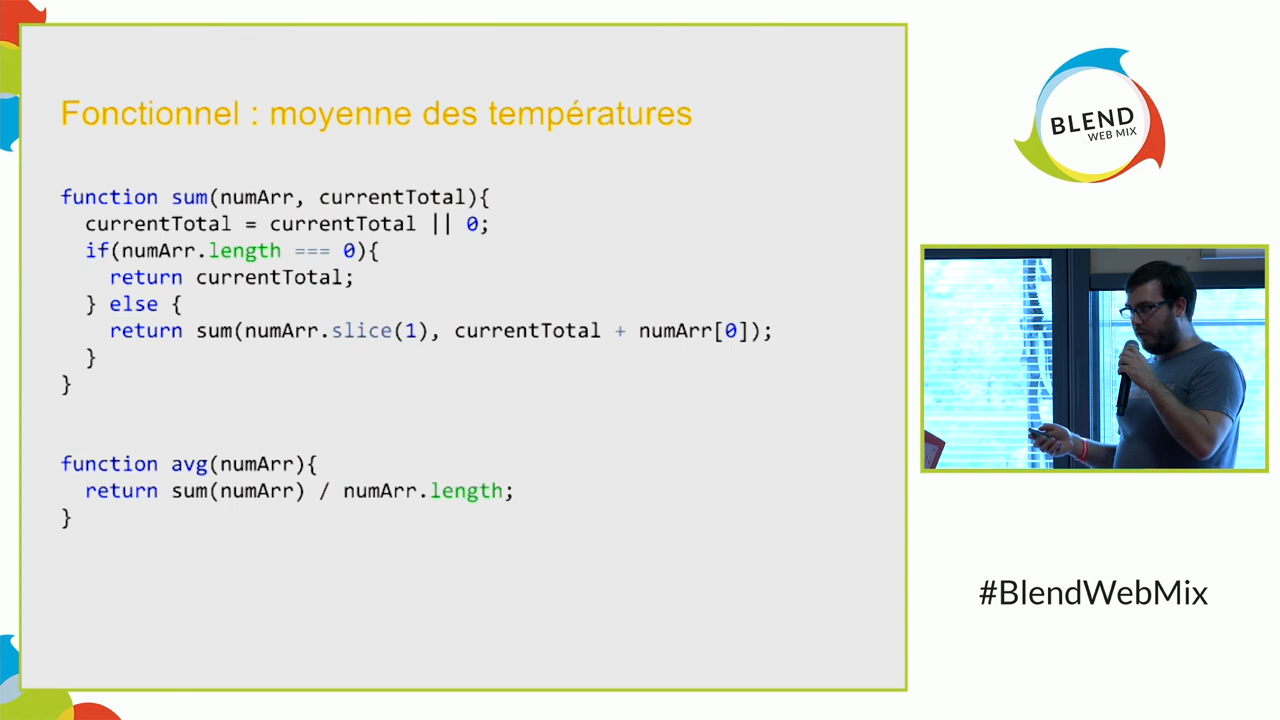 Fonctionnel : moyenne des températures
function sum(numArr, currentTotal){
  currentTotal = currentTotal || 0;
  if(numArr.length === 0){
    return currentTotal;
  } else {
    return sum(numArr.slice(1), currentTotal + numArr[0]);
  }
}
function avg(numArr){
  return sum(numArr) / numArr.length;
}
BLEND
WEB MIX
#BlendWebMix